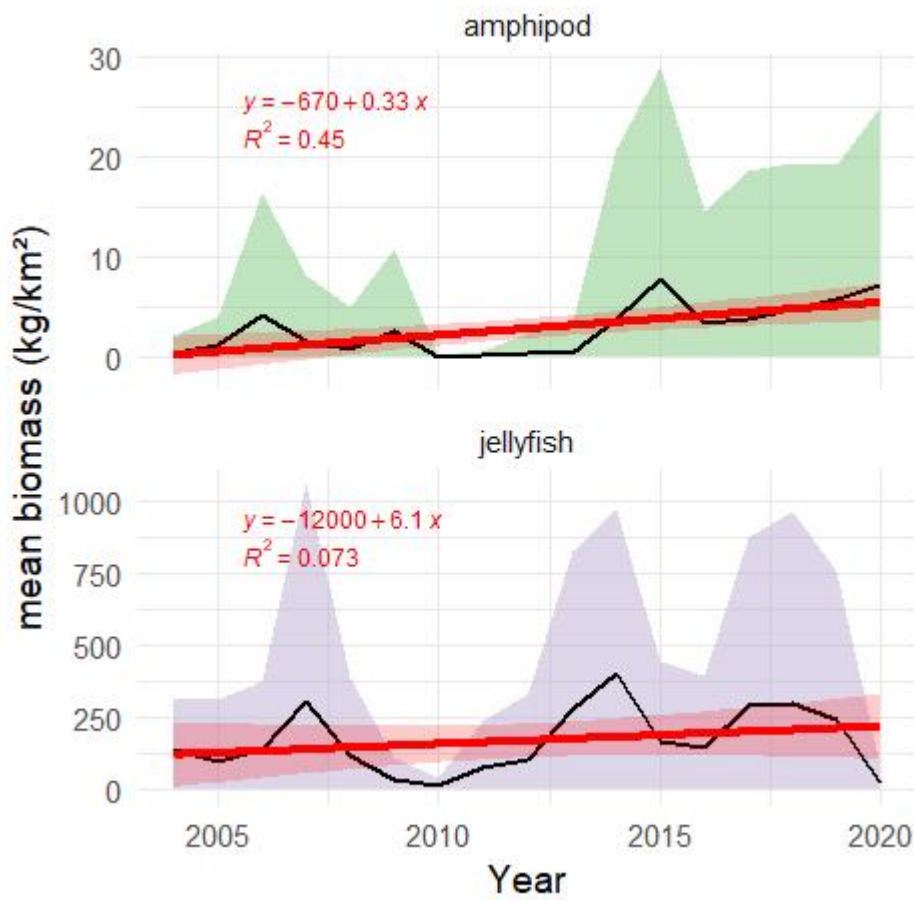 amphipod
30
y = −670 + 0.33 x
R² = 0.45
20
10
0
mean biomass (kg/km²)
jellyfish
1000
y = −12000 + 6.1 x
R² = 0.073
750
500
250
0
2005 2010 2015 2020
Year